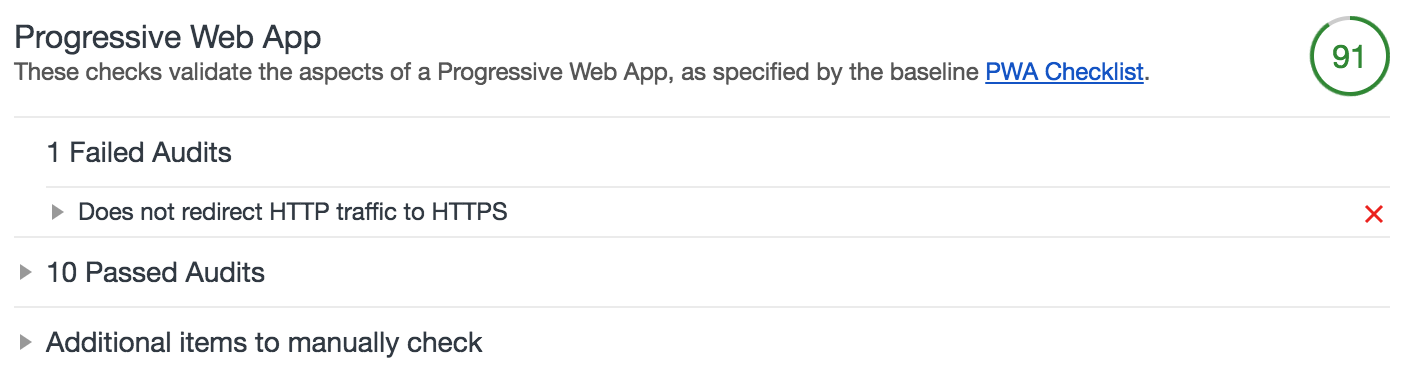 Progressive Web App
These checks validate the aspects of a Progressive Web App, as specified by the baseline PWA Checklist.
91
1 Failed Audits
Does not redirect HTTP traffic to HTTPS
10 Passed Audits
Additional items to manually check